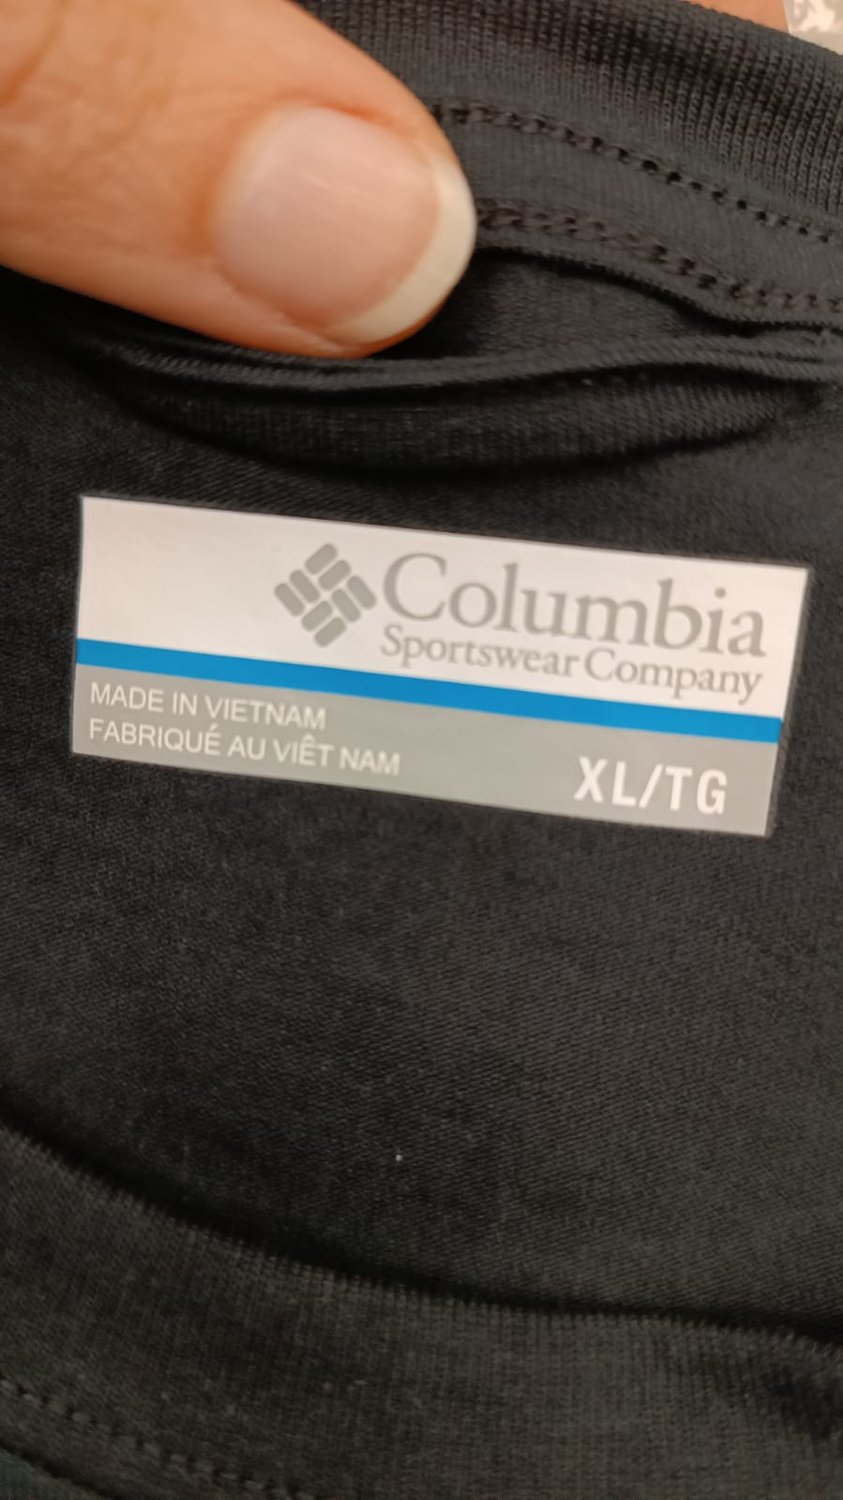 Columbia
Sportswear Company
MADE IN VIETNAM
FABRIQUÉ AU VIÊT NAM
XL/TG